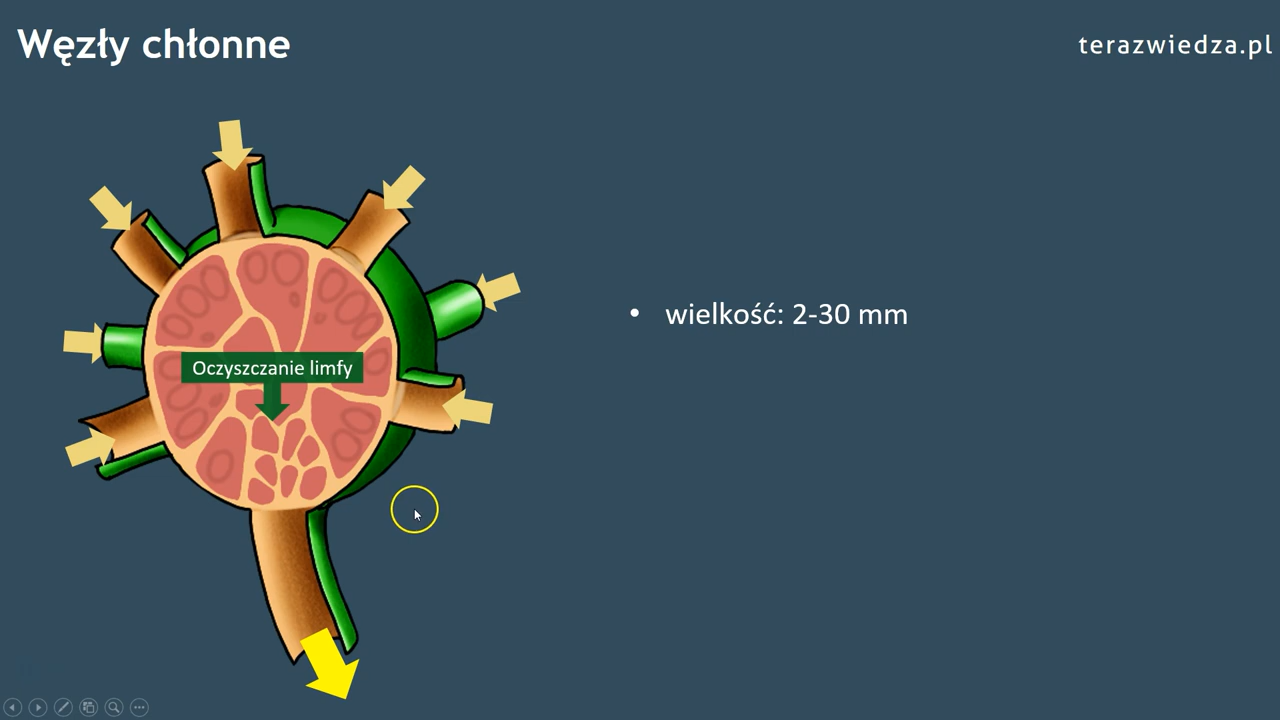 Węzły chłonne
terazwiedza.pl
• wielkość: 2-30 mm
Oczyszczanie limfy